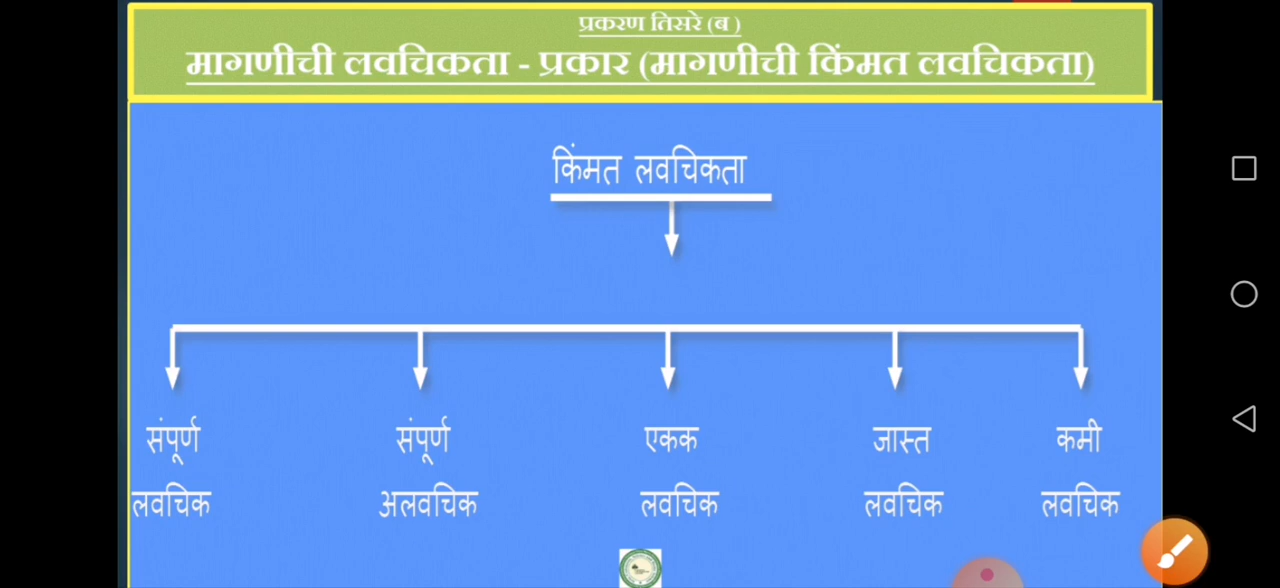 प्रकरण तिसरे (ब )
मागणीची लवचिकता - प्रकार (मागणीची किंमत लवचिकता)
किंमत लवचिकता
संपूर्ण संपूर्ण एकक जास्त कमी
लवचिक अलवचिक लवचिक लवचिक लवचिक